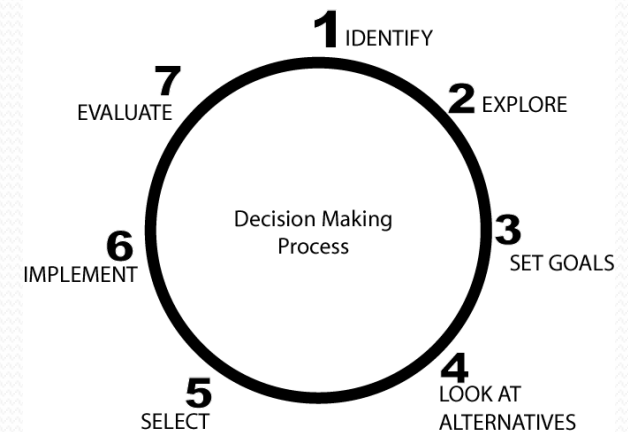 1 IDENTIFY
2 EXPLORE
3
SET GOALS
4
LOOK AT
ALTERNATIVES
5
SELECT
6
IMPLEMENT
7
EVALUATE
Decision Making
Process